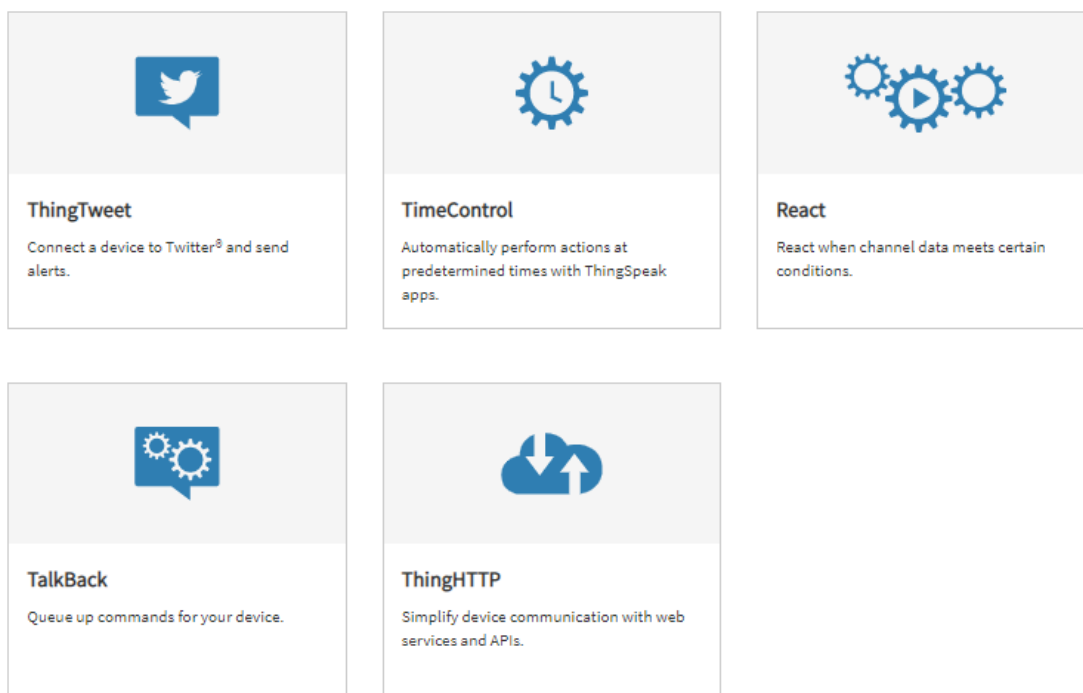 ThingTweet
Connect a device to Twitter® and send
alerts.
TimeControl
Automatically perform actions at
predetermined times with ThingSpeak
apps.
React
React when channel data meets certain
conditions.
TalkBack
Queue up commands for your device.
ThingHTTP
Simplify device communication with web
services and APIs.